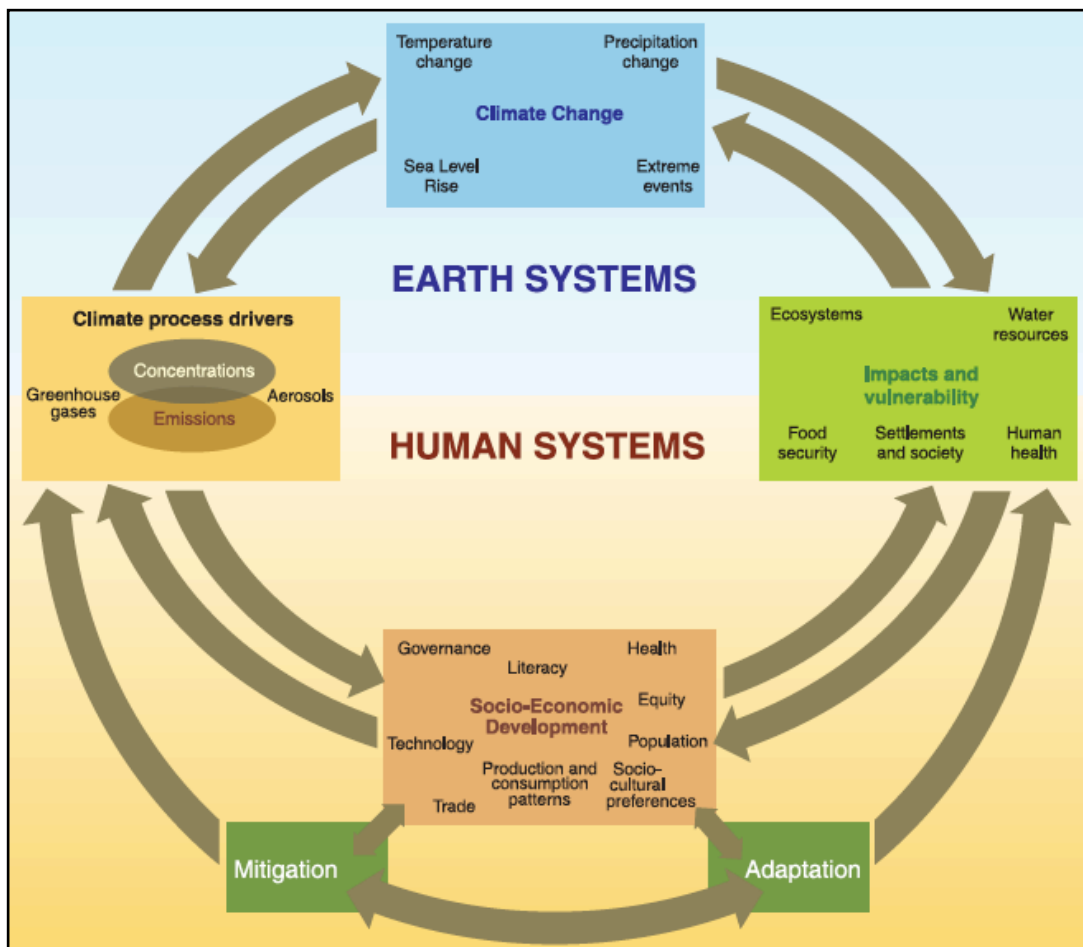 Temperature
change
Precipitation
change
Climate Change
Sea Level
Rise
Extreme
events
EARTH SYSTEMS
Climate process drivers
Concentrations
Greenhouse
gases
Aerosols
Emissions
Ecosystems
Water
resources
Impacts and
vulnerability
Food
security
Settlements
and society
Human
health
HUMAN SYSTEMS
Governance
Literacy
Health
Socio-Economic
Development
Equity
Technology
Population
Production and
consumption
patterns
Socio-
cultural
preferences
Trade
Mitigation
Adaptation